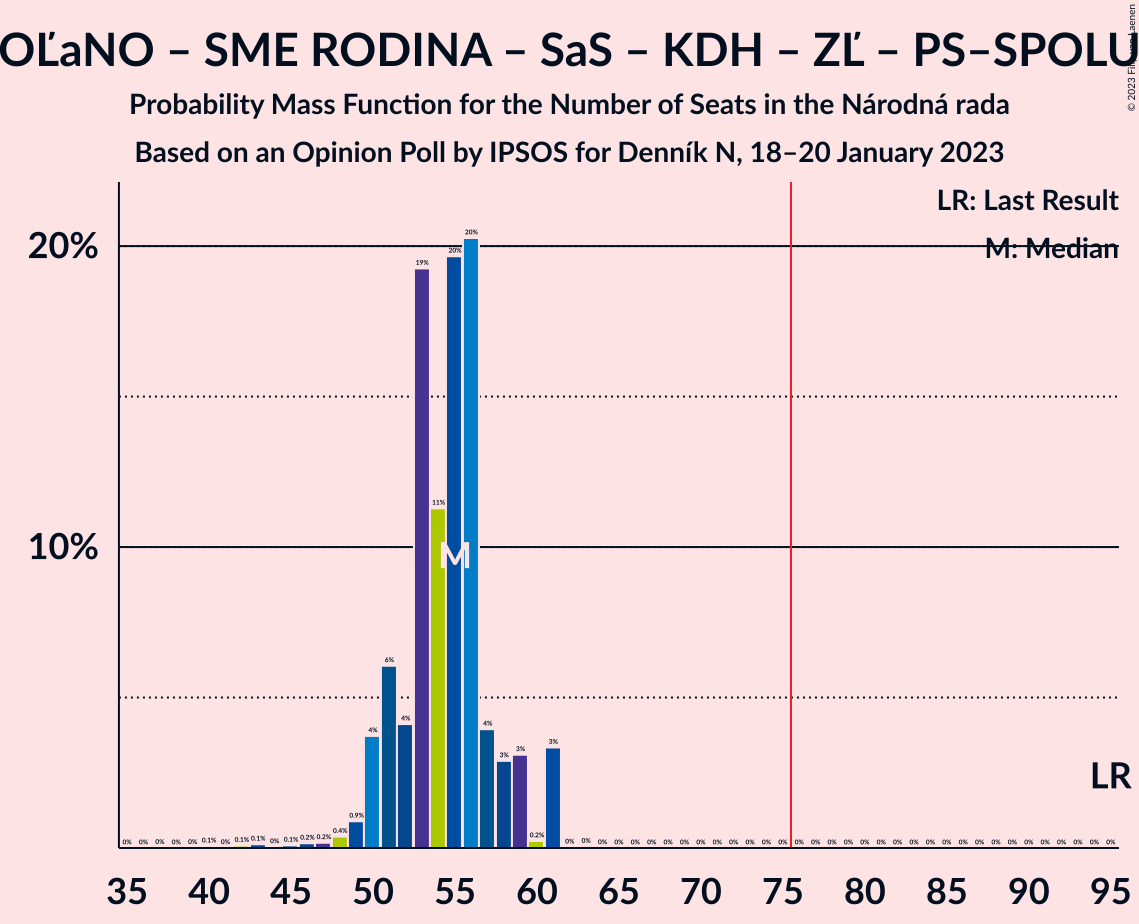 OĽaNO – SME RODINA – SaS – KDH – ZĽ – PS–SPOLU
Probability Mass Function for the Number of Seats in the Národná rada
Based on an Opinion Poll by IPSOS for Denník N, 18–20 January 2023
© 2023 Filip van Laenen
LR: Last Result
M: Median
20%
10%
0% 0% 0% 0% 0% 0.1% 0% 0.1% 0.1% 0% 0.1% 0.2% 0.2% 0.4% 0.9% 4% 6% 4% 19% 11% 20% 20% 4% 3% 3% 0.2% 3% 0% 0% 0% 0% 0% 0% 0% 0% 0% 0% 0% 0% 0% 0% 0% 0% 0% 0% 0% 0% 0% 0% 0% 0% 0% 0% 0% 0% 0% 0% 0% 0% 0% 0%
M
LR
35 40 45 50 55 60 65 70 75 80 85 90 95